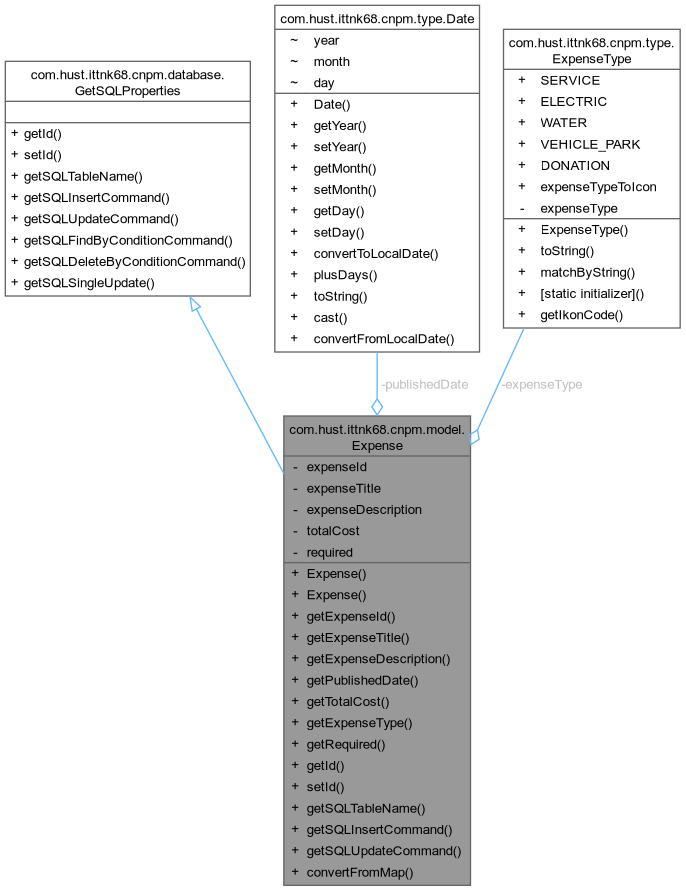 com.hust.ittnk68.cnpm.database.
GetSQLProperties
+ getId()
+ setId()
+ getSQLTableName()
+ getSQLInsertCommand()
+ getSQLUpdateCommand()
+ getSQLFindByConditionCommand()
+ getSQLDeleteByConditionCommand()
+ getSQLSingleUpdate()
com.hust.ittnk68.cnpm.type.Date
~ year
~ month
~ day
+ Date()
+ getYear()
+ setYear()
+ getMonth()
+ setMonth()
+ getDay()
+ setDay()
+ convertToLocalDate()
+ plusDays()
+ toString()
+ cast()
+ convertFromLocalDate()
com.hust.ittnk68.cnpm.type.
ExpenseType
+ SERVICE
+ ELECTRIC
+ WATER
+ VEHICLE_PARK
+ DONATION
+ expenseTypeToIcon
- expenseType
+ ExpenseType()
+ toString()
+ matchByString()
+ [static initializer]()
+ getIkonCode()
-publishedDate
-expenseType
com.hust.ittnk68.cnpm.model.
Expense
- expenseId
- expenseTitle
- expenseDescription
- totalCost
- required
+ Expense()
+ Expense()
+ getExpenseId()
+ getExpenseTitle()
+ getExpenseDescription()
+ getPublishedDate()
+ getTotalCost()
+ getExpenseType()
+ getRequired()
+ getId()
+ setId()
+ getSQLTableName()
+ getSQLInsertCommand()
+ getSQLUpdateCommand()
+ convertFromMap()